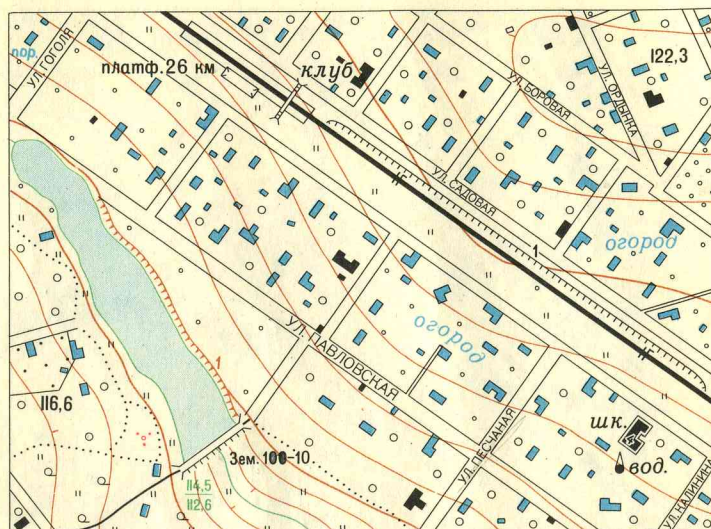 пор.
УЛ. ГОГОЛЯ
платф. 26 км
клуб
122,3
УЛ. БОРОВАЯ
УЛ. ОРДЫНКА
УЛ. САДОВАЯ
огород
1
огород
УЛ. ПАВЛОВСКАЯ
1
116,6
УЛ. ПЕСЧАНАЯ
шк.
вод.
УЛ. КАЛИНИНА
Зем. 100-10.
114,5
112,6